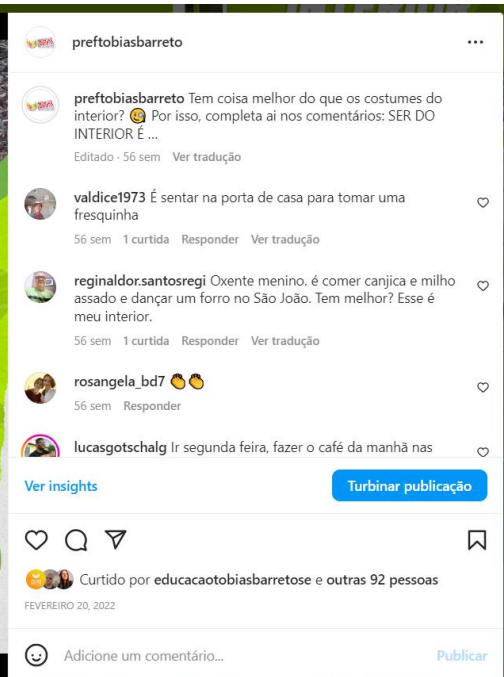 INTERIOR
preftobiasbarreto
preftobiasbarreto Tem coisa melhor do que os costumes do
interior? 🧐 Por isso, completa ai nos comentários: SER DO
INTERIOR É ...
Editado · 56 sem Ver tradução
valdice1973 É sentar na porta de casa para tomar uma
fresquinha
56 sem 1 curtida Responder Ver tradução
reginaldor.santosregi Oxente menino. é comer canjica e milho
assado e dançar um forro no São João. Tem melhor? Esse é
meu interior.
56 sem 1 curtida Responder Ver tradução
rosangela_bd7 👏👏
56 sem Responder
lucasgotschalg Ir segunda feira, fazer o café da manhã nas
Ver insights
Turbinar publicação
Curtido por educacaotobiasbarretose e outras 92 pessoas
FEVEREIRO 20, 2022
Adicione um comentário...
Publicar